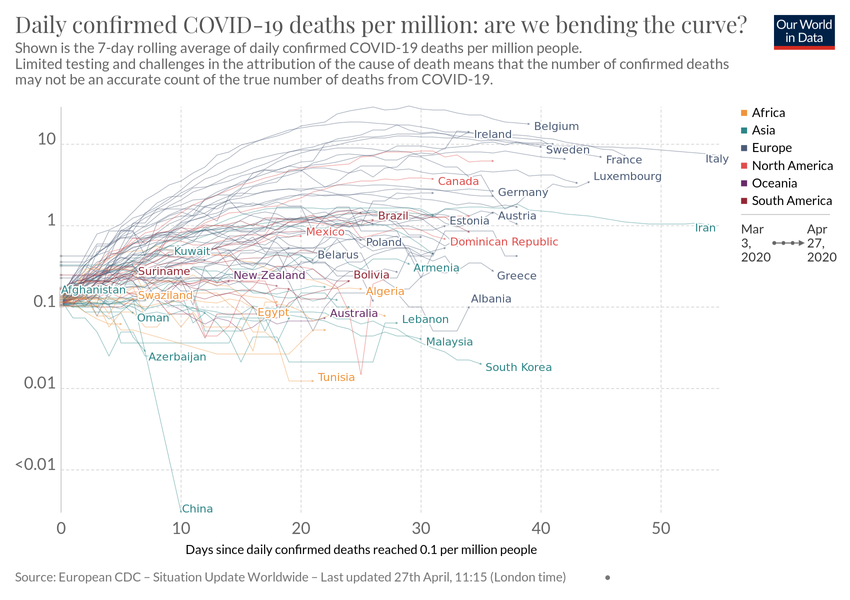 Daily confirmed COVID-19 deaths per million: are we bending the curve?
Our World
in Data
Shown is the 7-day rolling average of daily confirmed COVID-19 deaths per million people.
Limited testing and challenges in the attribution of the cause of death means that the number of confirmed deaths
may not be an accurate count of the true number of deaths from COVID-19.
10
1
0.1
0.01
<0.01
Belgium
Ireland
Sweden
France
Italy
Luxembourg
Canada
Germany
Brazil
Austria
Estonia
Iran
Mexico
Poland
Dominican Republic
Kuwait
Belarus
Suriname
New Zealand
Bolivia
Armenia
Greece
Afghanistan
Swaziland
Algeria
Albania
Oman
Egypt
Australia
Lebanon
Azerbaijan
Malaysia
South Korea
Tunisia
China
Africa
Asia
Europe
North America
Oceania
South America
Mar
3,
2020
Apr
27,
2020
0 10 20 30 40 50
Days since daily confirmed deaths reached 0.1 per million people
Source: European CDC – Situation Update Worldwide – Last updated 27th April, 11:15 (London time)